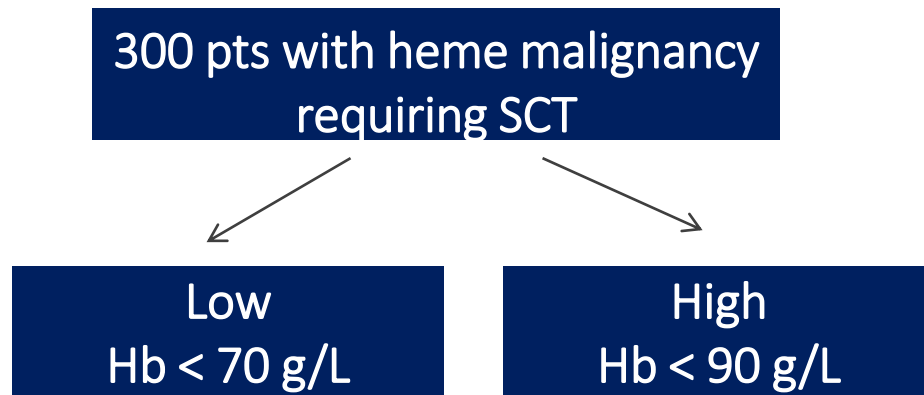 300 pts with heme malignancy
requiring SCT
Low
Hb < 70 g/L
High
Hb < 90 g/L